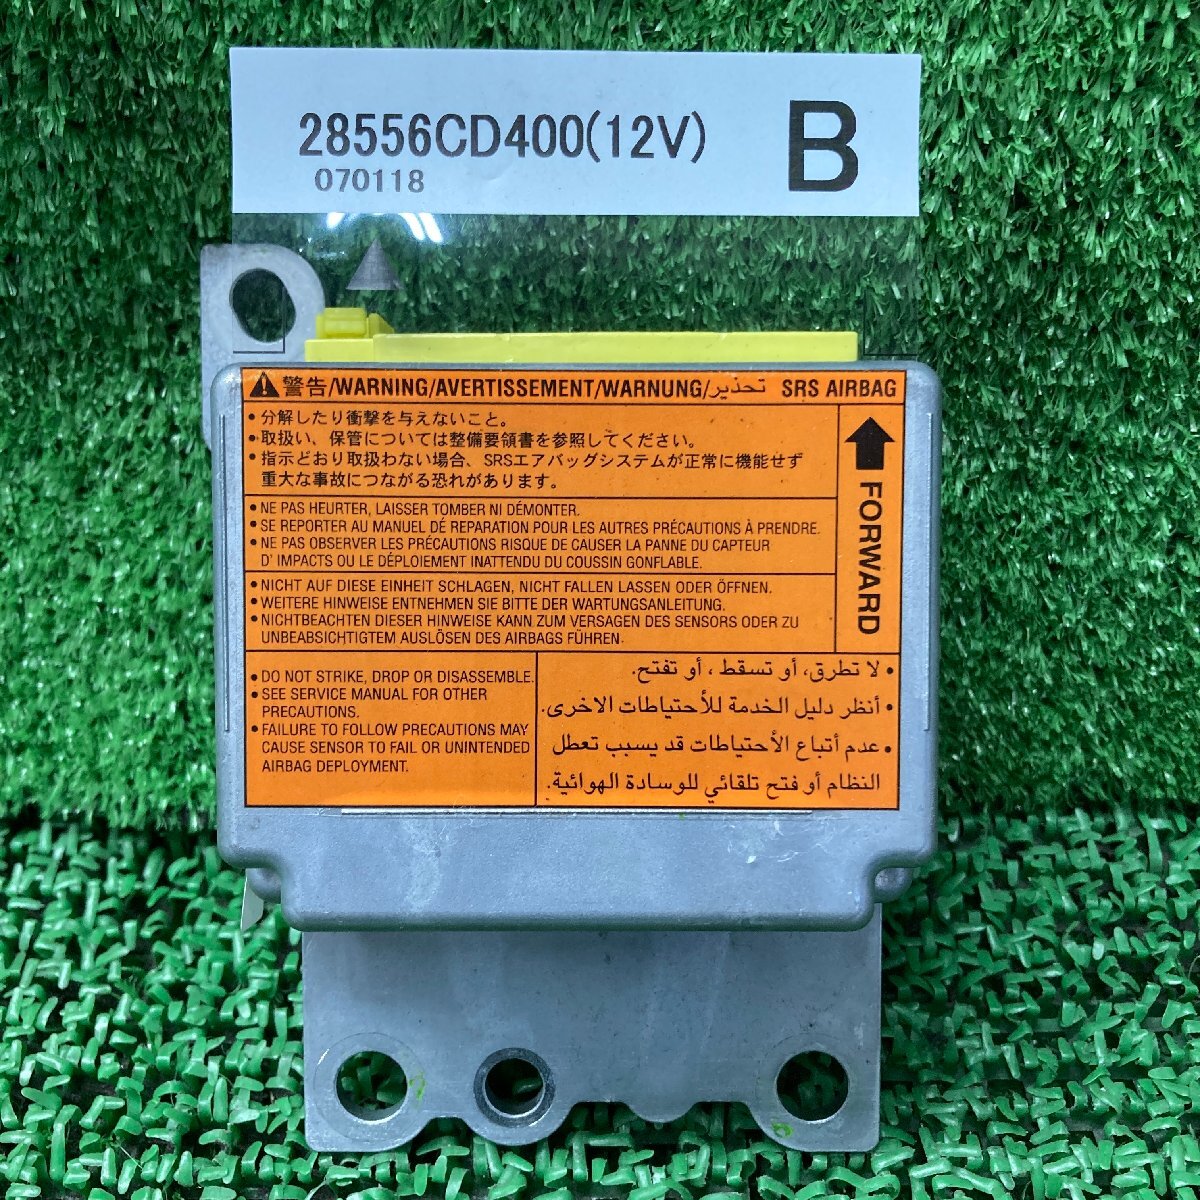 28556CD400(12V)
070118
B
警告/WARNING/AVERTISSEMENT/WARNUNG/تحذير SRS AIRBAG
•分解したり衝撃を与えないこと。
•取扱い、保管については整備要領書を参照してください。
•指示どおり取扱わない場合、SRSエアバッグシステムが正常に機能せず
重大な事故につながる恐れがあります。
•NE PAS HEURTER, LAISSER TOMBER NI DÉMONTER.
•SE REPORTER AU MANUEL DÉ REPARATION POUR LES AUTRES PRÉCAUTIONS À PRENDRE.
•NE PAS OBSERVER LES PRÉCAUTIONS RISQUE DE CAUSER LA PANNE DU CAPTEUR
D' IMPACTS OU LE DÉPLOIEMENT INATTENDU DU COUSSIN GONFLABLE.
•NICHT AUF DIESE EINHEIT SCHLAGEN, NICHT FALLEN LASSEN ODER ÖFFNEN.
•WEITERE HINWEISE ENTNEHMEN SIE BITTE DER WARTUNGSANLEITUNG.
•NICHTBEACHTEN DIESER HINWEISE KANN ZUM VERSAGEN DES SENSORS ODER ZU
UNBEABSICHTIGTEM AUSLÖSEN DES AIRBAGS FÜHREN.
FORWARD
•DO NOT STRIKE, DROP OR DISASSEMBLE.
•SEE SERVICE MANUAL FOR OTHER
PRECAUTIONS.
•FAILURE TO FOLLOW PRECAUTIONS MAY
CAUSE SENSOR TO FAIL OR UNINTENDED
AIRBAG DEPLOYMENT.
• لا تطرق، أو تسقط ، أو تفتح.
• أنظر دليل الخدمة للأحتياطات الاخرى.
• عدم أتباع الأحتياطات قد يسبب تعطل
النظام أو فتح تلقائي للوسادة الهوائية.